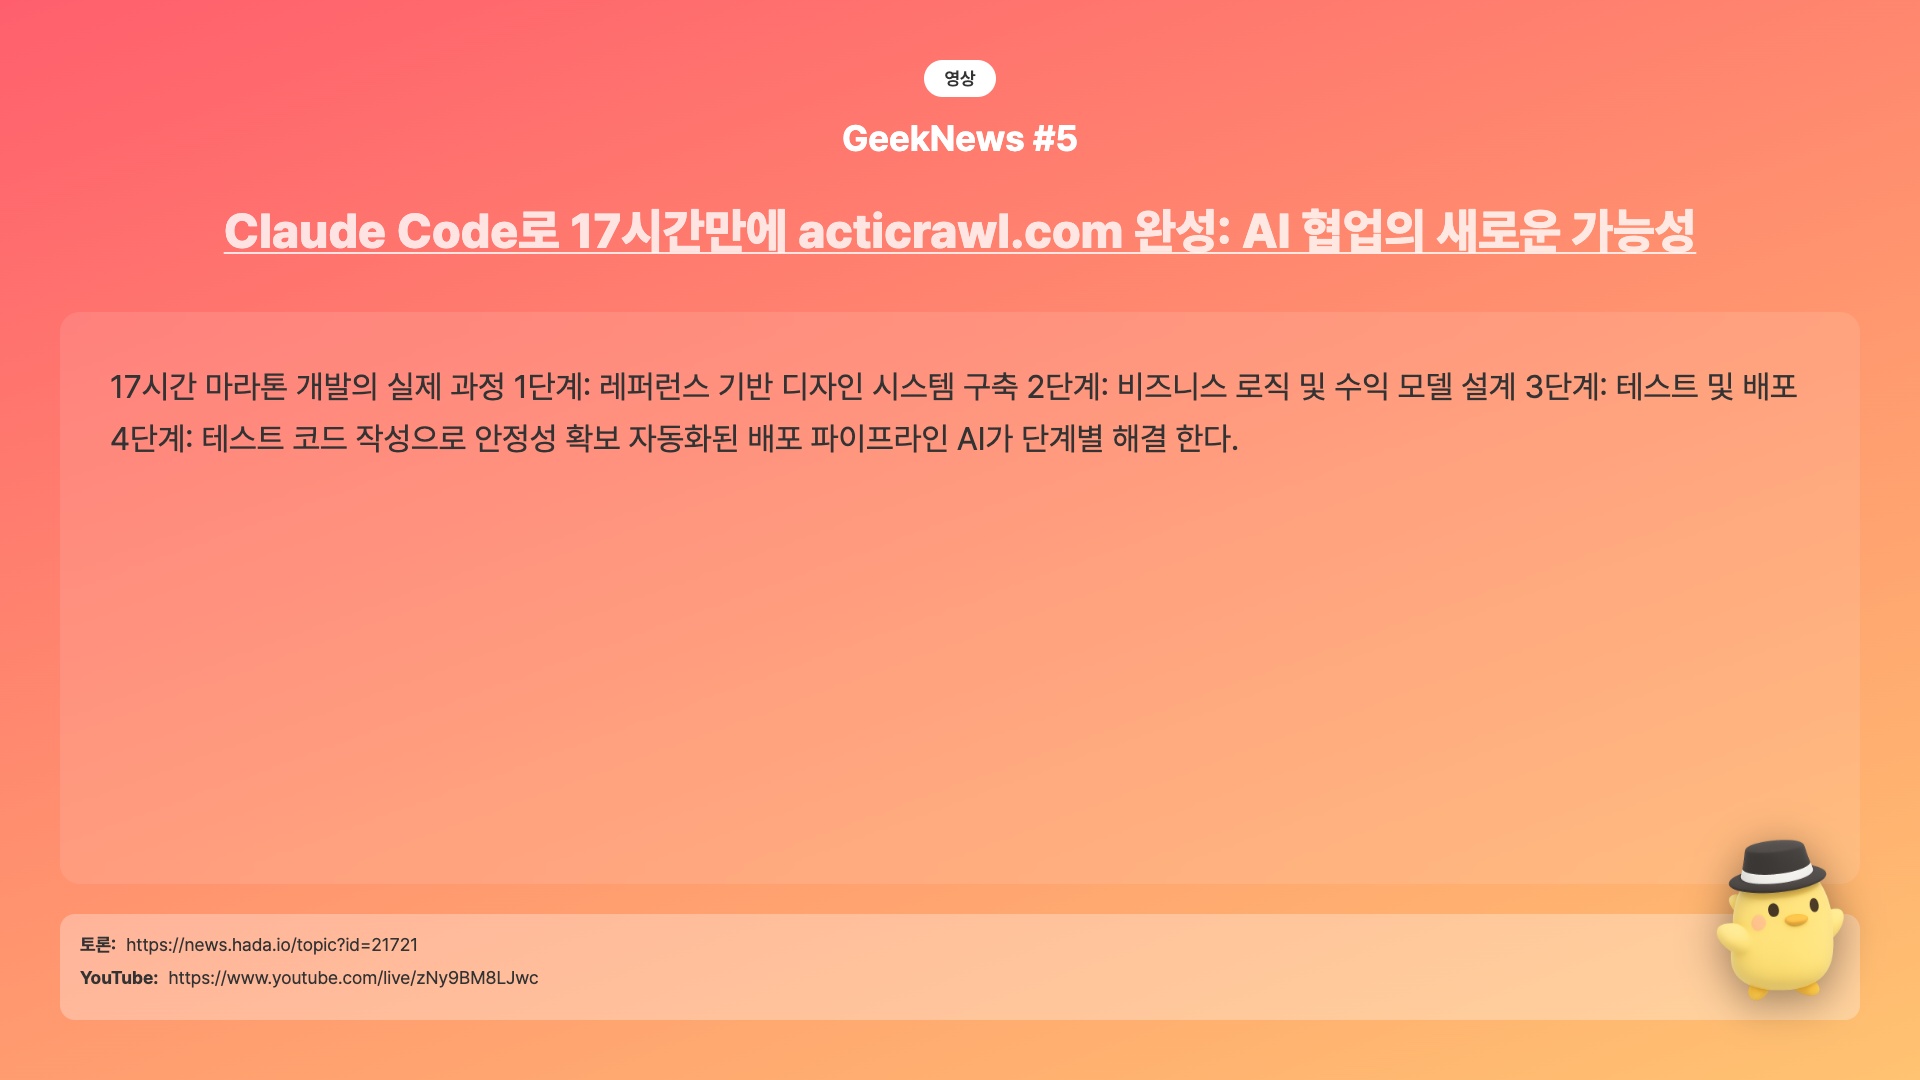 영상
GeekNews #5
Claude Code로 17시간만에 acticrawl.com 완성: AI 협업의 새로운 가능성
17시간 마라톤 개발의 실제 과정 1단계: 레퍼런스 기반 디자인 시스템 구축 2단계: 비즈니스 로직 및 수익 모델 설계 3단계: 테스트 및 배포
4단계: 테스트 코드 작성으로 안정성 확보 자동화된 배포 파이프라인 AI가 단계별 해결 한다.
토론: https://news.hada.io/topic?id=21721
YouTube: https://www.youtube.com/live/zNy9BM8LJwc